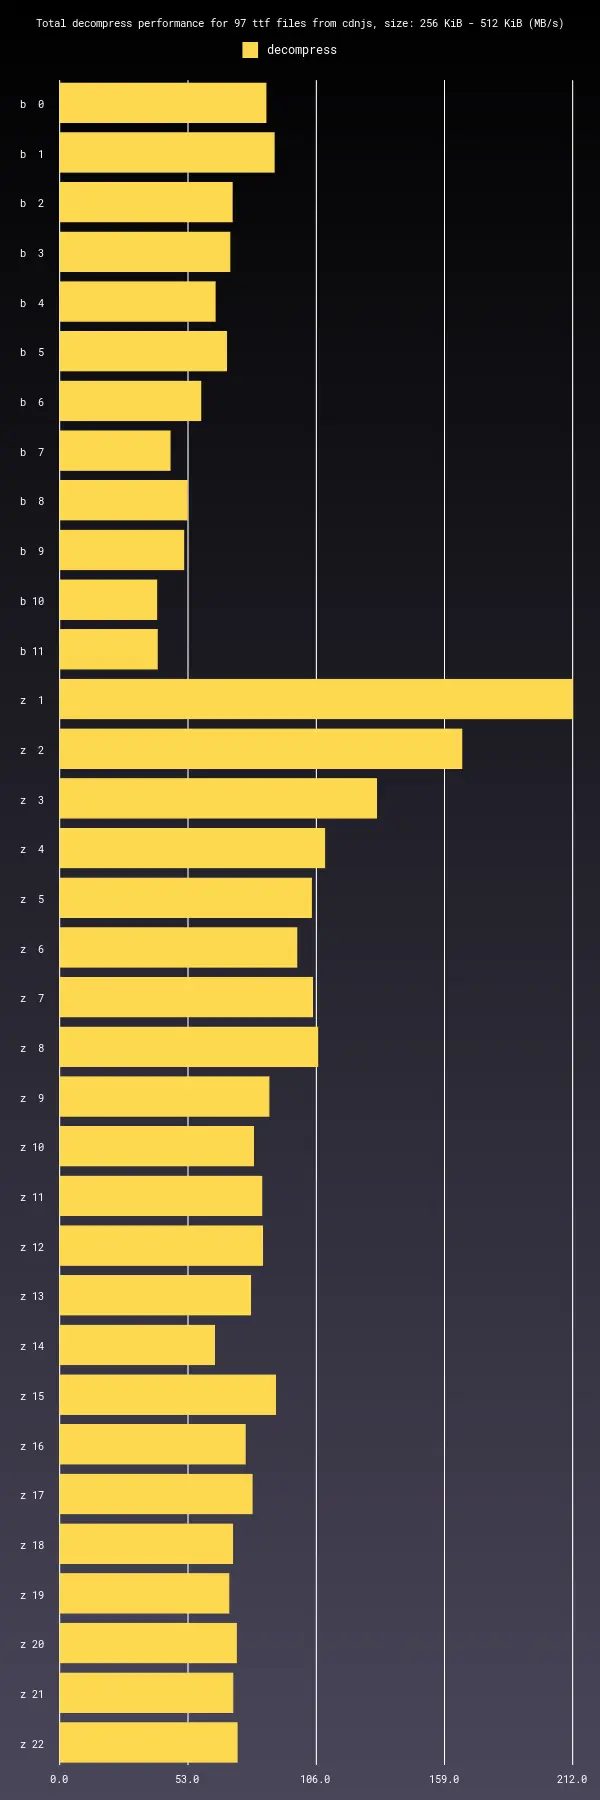 Total decompress performance for 97 ttf files from cdnjs, size: 256 KiB - 512 KiB (MB/s)
decompress
b 0
b 1
b 2
b 3
b 4
b 5
b 6
b 7
b 8
b 9
b 10
b 11
z 1
z 2
z 3
z 4
z 5
z 6
z 7
z 8
z 9
z 10
z 11
z 12
z 13
z 14
z 15
z 16
z 17
z 18
z 19
z 20
z 21
z 22
0.0 53.0 106.0 159.0 212.0